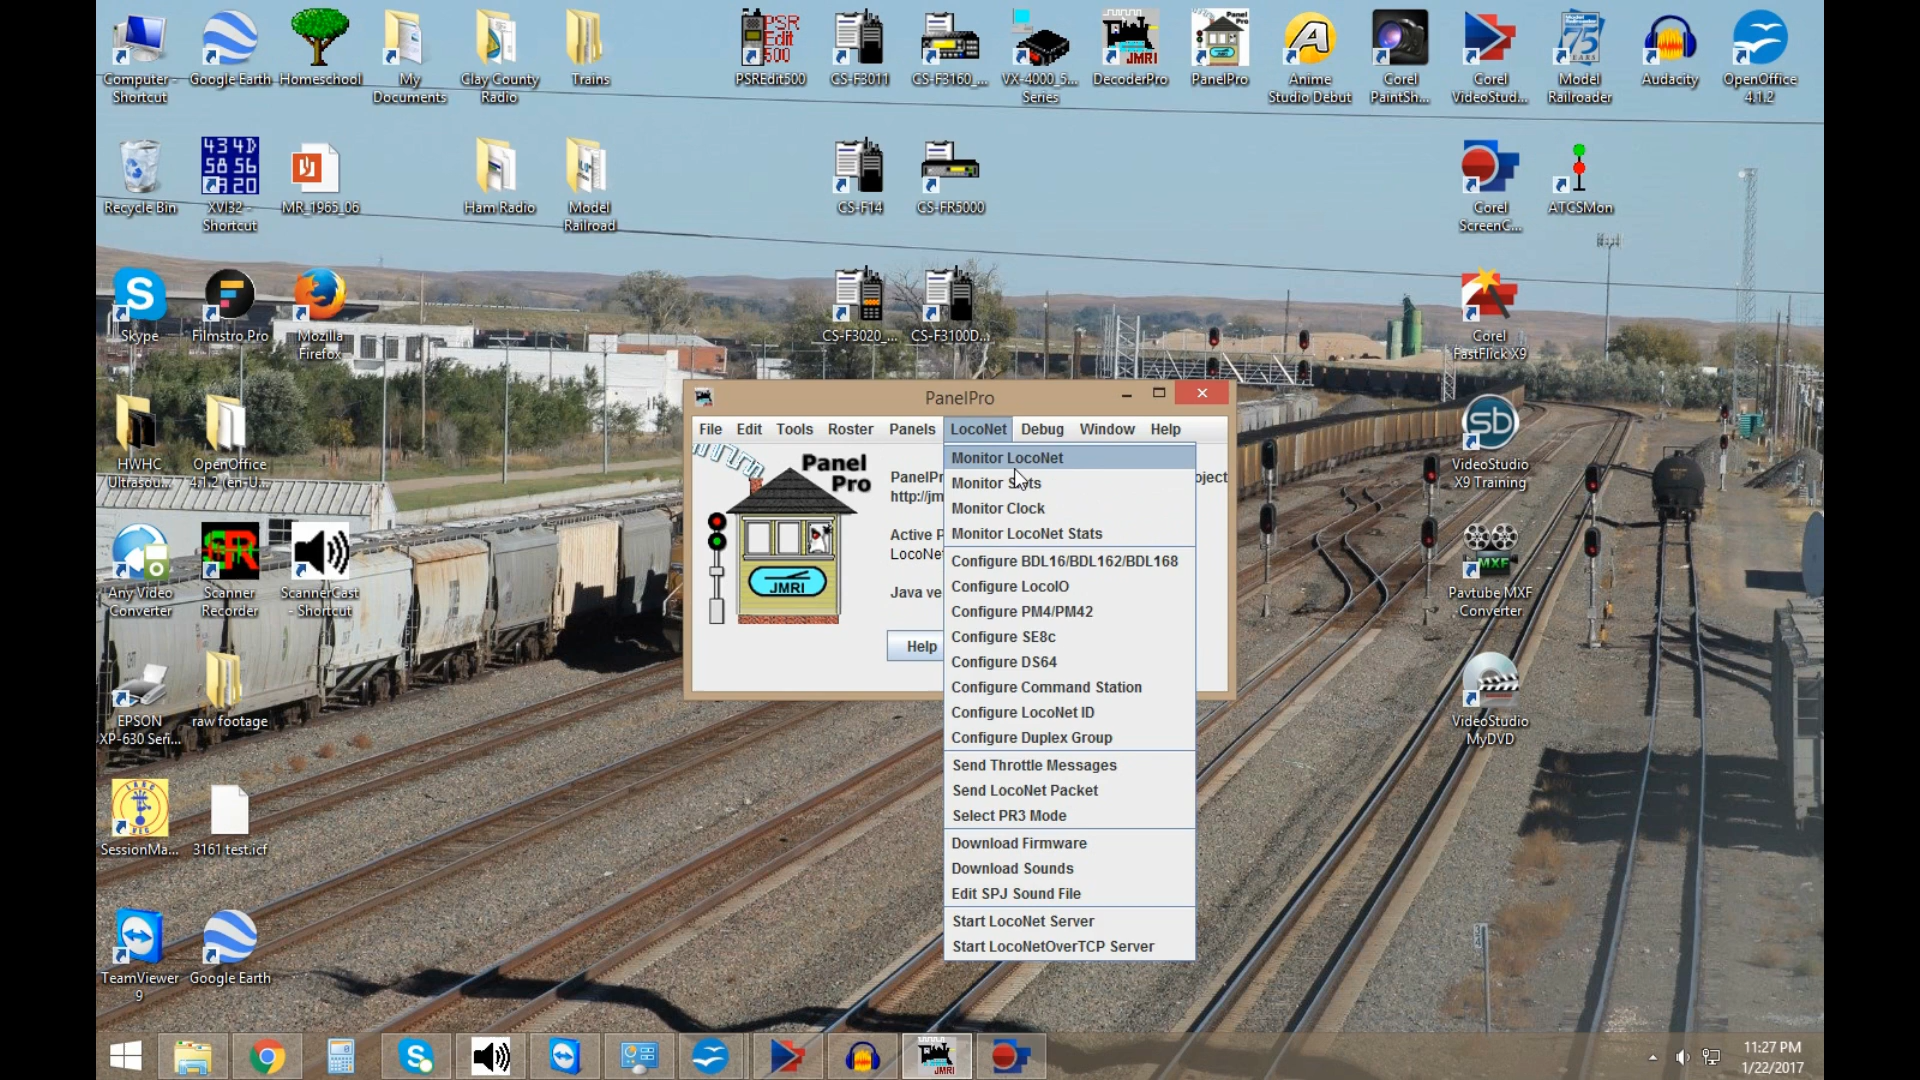 Computer - Shortcut
Google Earth
Homeschool
My Documents
Clay County Radio
Trains
PSREdit500
CS-F3011
CS-F3160_...
VX-4000_5... Series
DecoderPro
PanelPro
Anime Studio Debut
Corel PaintSh...
Corel VideoStud...
Model Railroader
Audacity
OpenOffice 4.1.2
Recycle Bin
XVI32 - Shortcut
MR_1965_06
Ham Radio
Model Railroad
CS-F14
CS-FR5000
Corel ScreenC...
ATCSMon
Skype
Filmstro Pro
Mozilla Firefox
CS-F3020_...
CS-F3100D...
Corel FastFlick X9
HWHC Ultrasou...
OpenOffice 4.1.2 (en-U...
VideoStudio X9 Training
Any Video Converter
Scanner Recorder
ScannerCast - Shortcut
Pavtube MXF Converter
EPSON XP-630 Seri...
raw footage
VideoStudio MyDVD
SessionMa...
3161 test.icf
TeamViewer 9
Google Earth
PanelPro
File Edit Tools Roster Panels LocoNet Debug Window Help
Panel Pro
JMRI
http://jm
Active P
LocoNe
Java ve
Help
Monitor LocoNet
Monitor Slots
Monitor Clock
Monitor LocoNet Stats
Configure BDL16/BDL162/BDL168
Configure LocoIO
Configure PM4/PM42
Configure SE8c
Configure DS64
Configure Command Station
Configure LocoNet ID
Configure Duplex Group
Send Throttle Messages
Send LocoNet Packet
Select PR3 Mode
Download Firmware
Download Sounds
Edit SPJ Sound File
Start LocoNet Server
Start LocoNetOverTCP Server
11:27 PM
1/22/2017